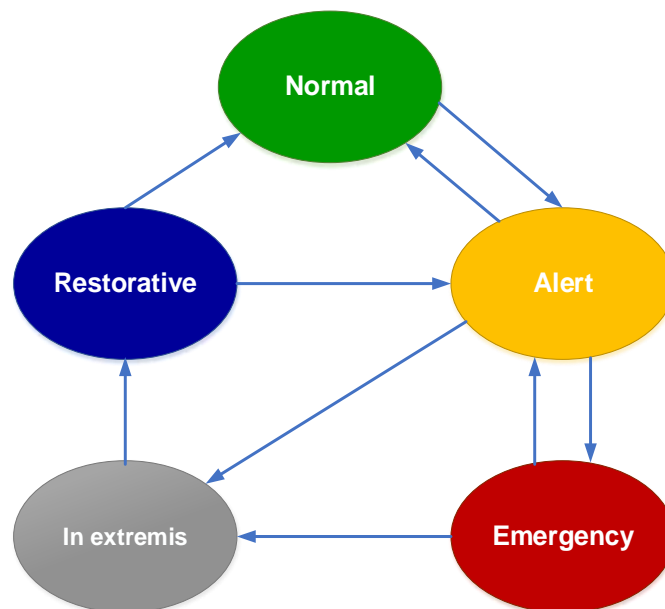 Normal
Restorative
Alert
In extremis
Emergency